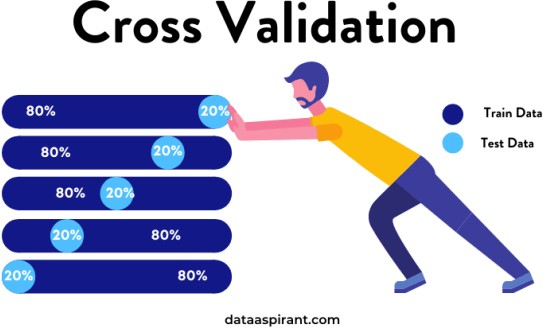 Cross Validation
80% 20%
80% 20%
80% 20%
20% 80%
20% 80%
Train Data
Test Data
dataaspirant.com